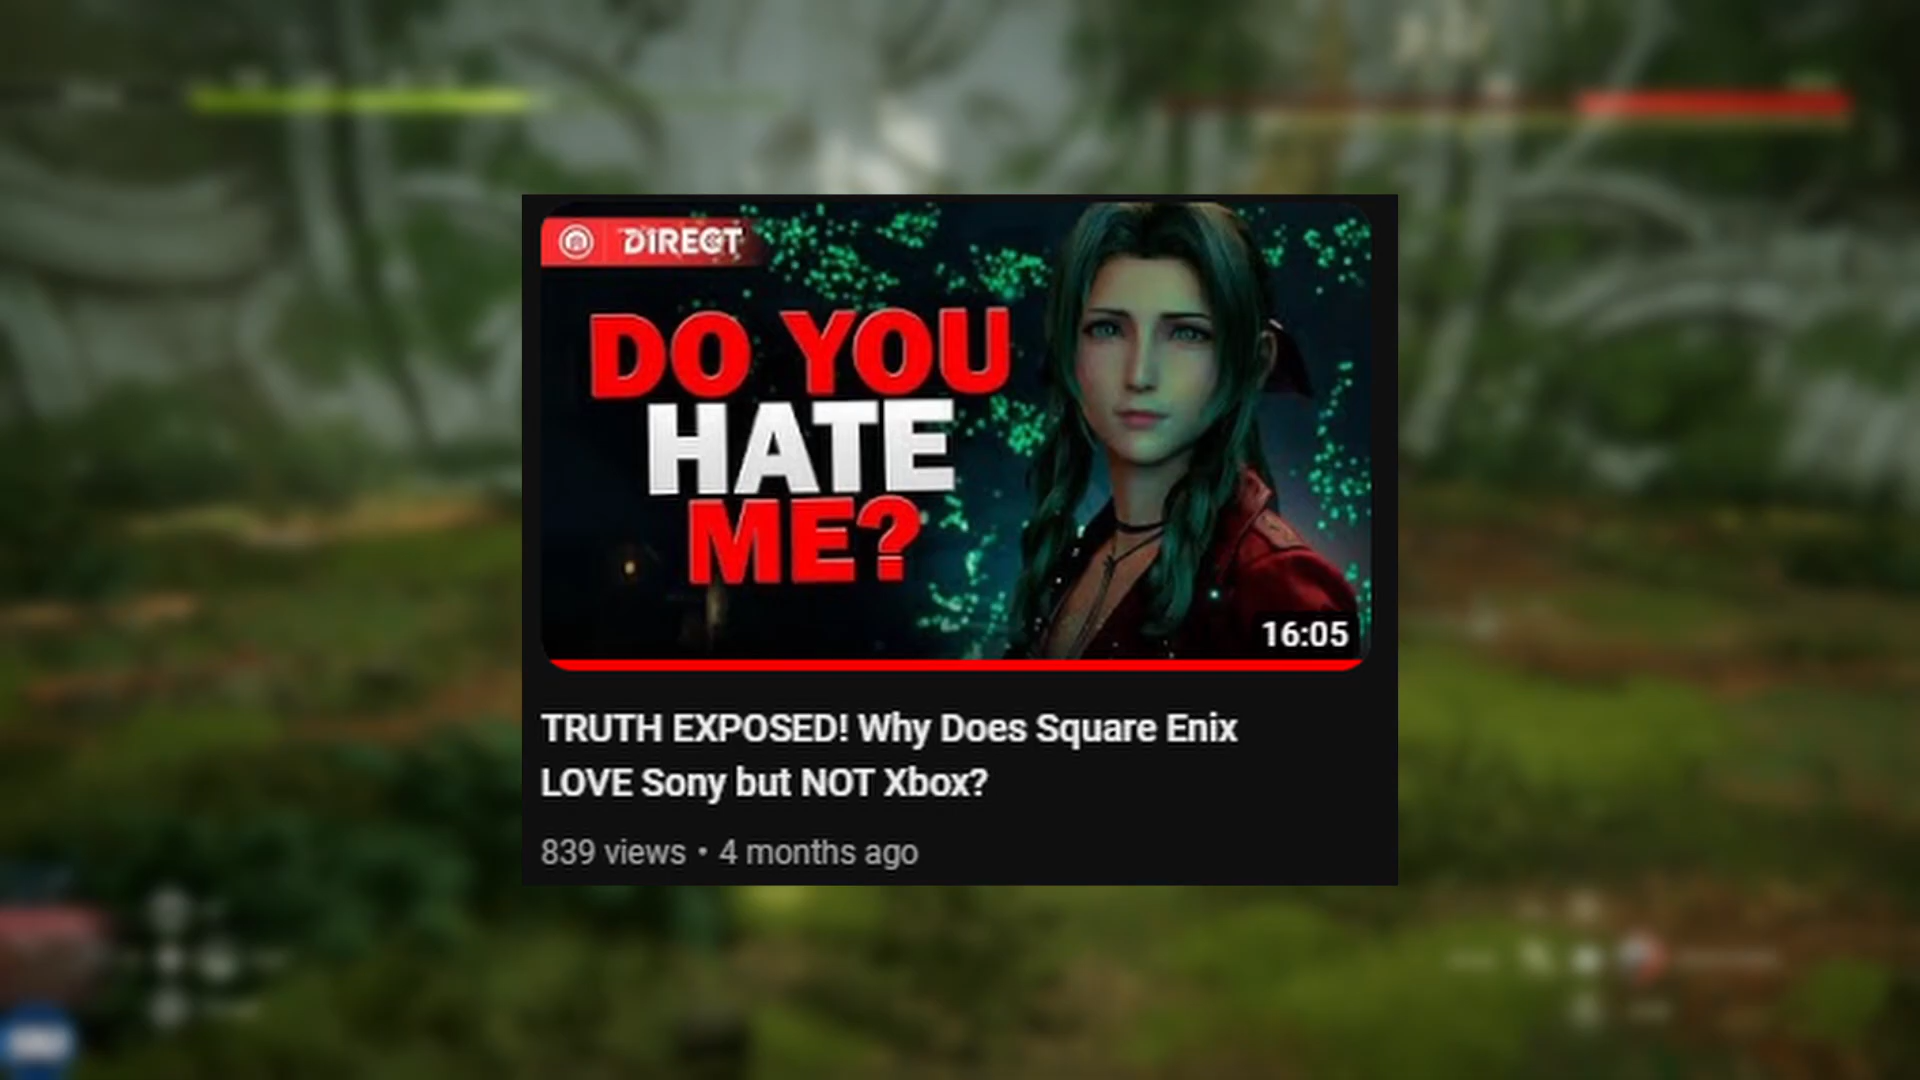 DIRECT
DO YOU
HATE
ME?
16:05
TRUTH EXPOSED! Why Does Square Enix
LOVE Sony but NOT Xbox?
839 views • 4 months ago